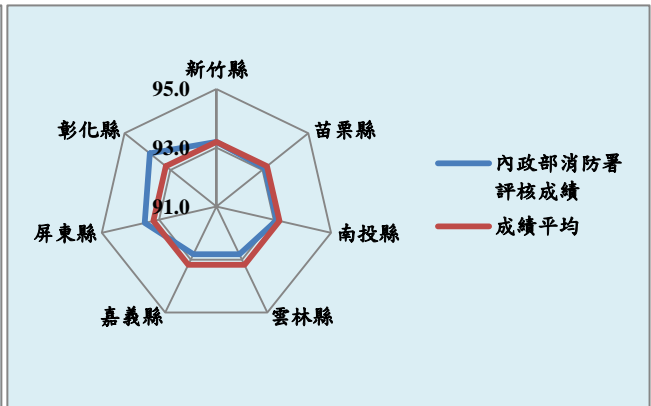 新竹縣
95.0
彰化縣
苗栗縣
93.0
內政部消防署
評核成績
91.0
成績平均
屏東縣
南投縣
嘉義縣
雲林縣